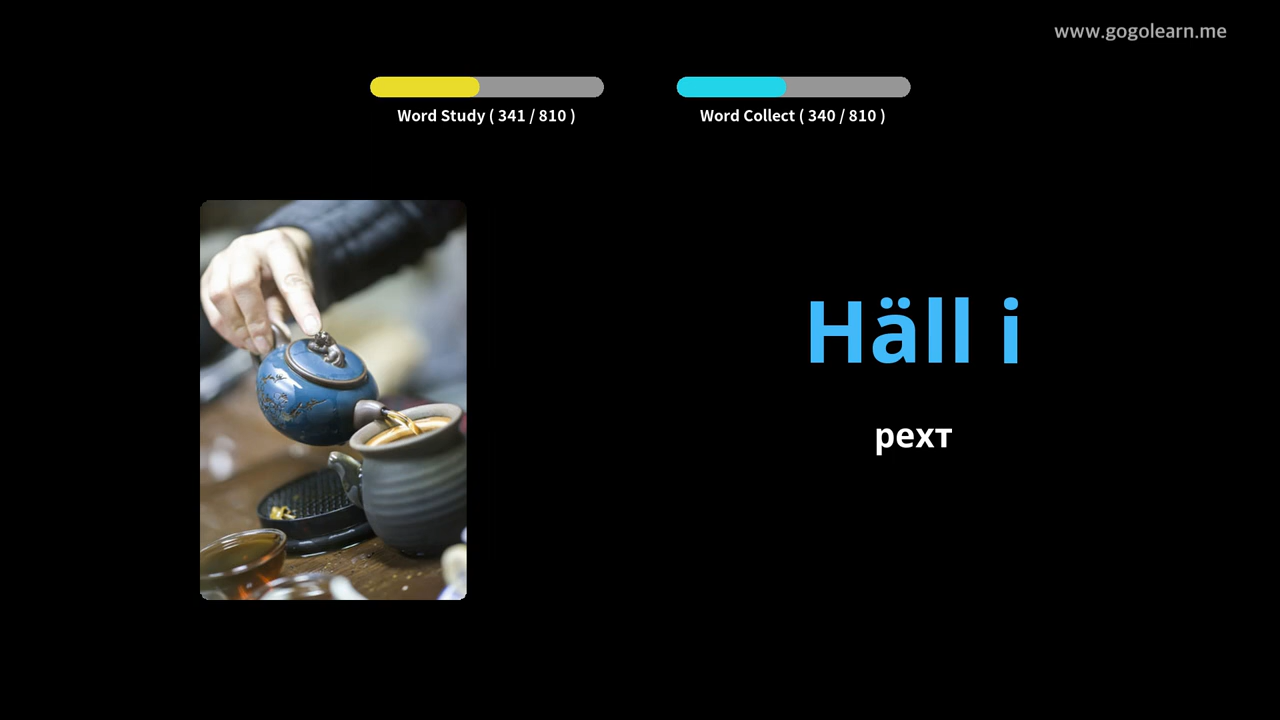 www.gogolearn.me
Word Study ( 341 / 810 )
Word Collect ( 340 / 810 )
Häll i
рехт